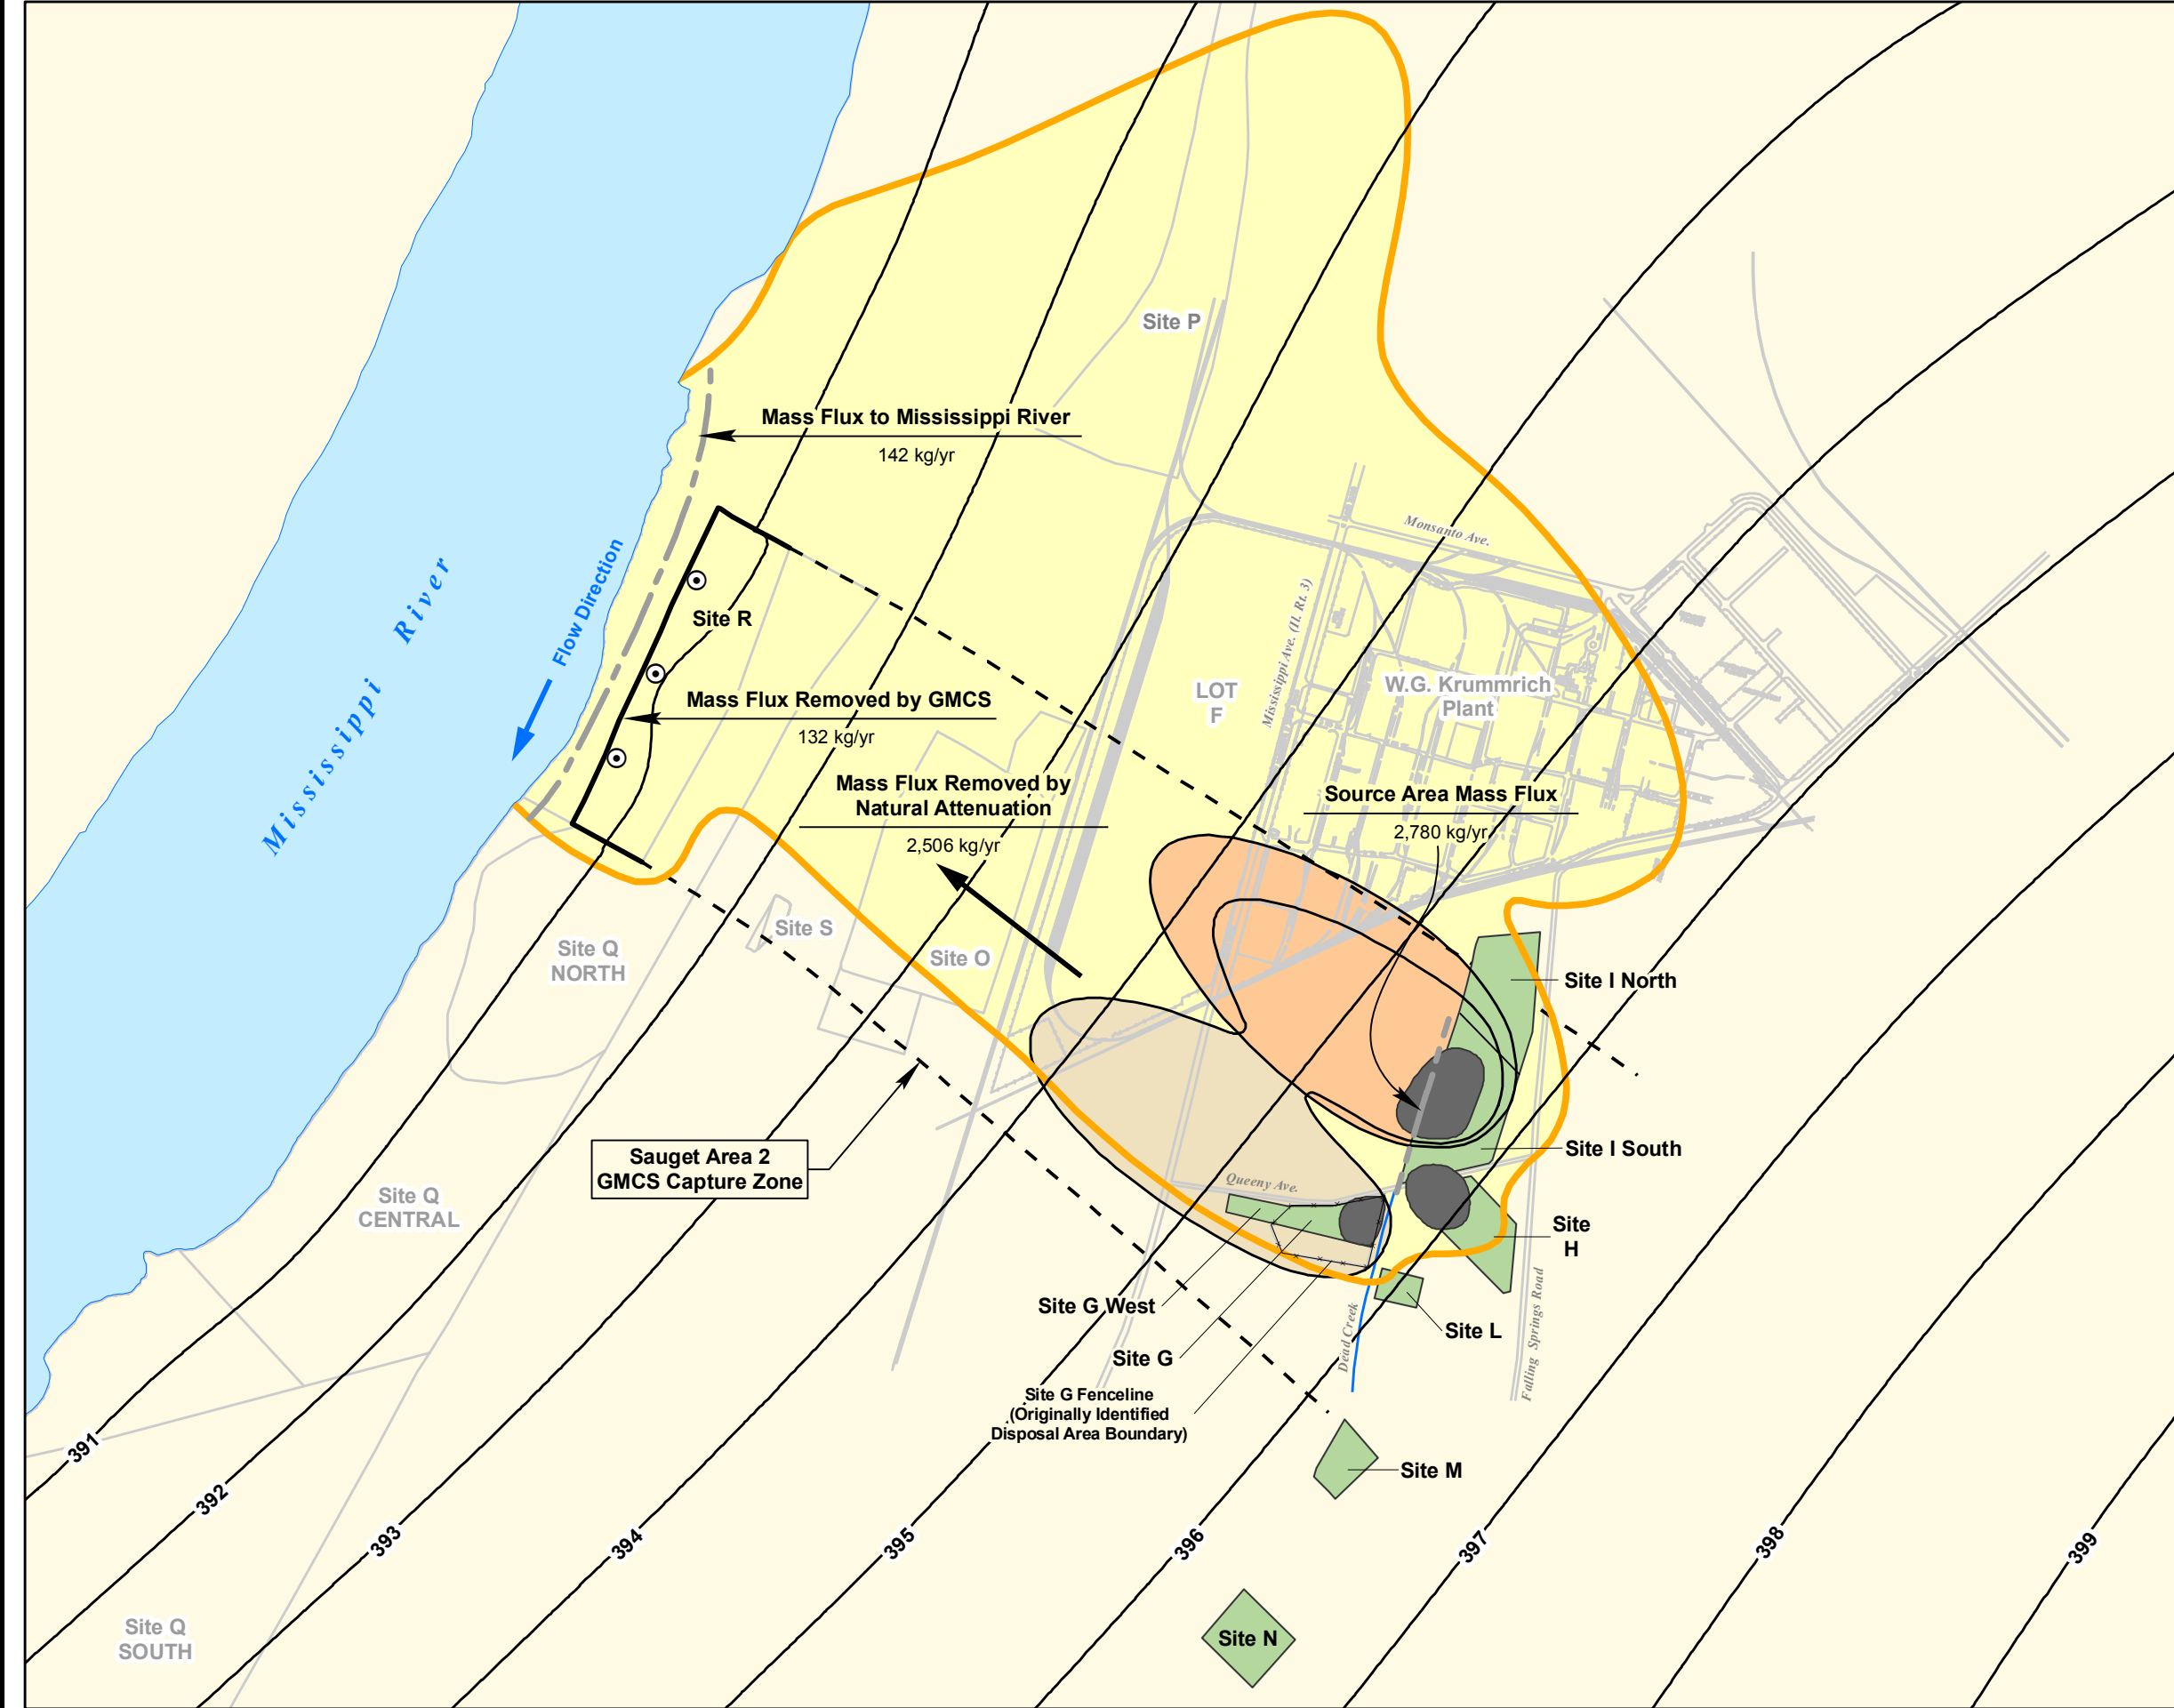 Site P
Mass Flux to Mississippi River
142 kg/yr
Monsanto Ave.
Mississippi River
Flow Direction
Mississippi Ave. (Il. Rt. 3)
Site R
LOT
F
W.G. Krummrich
Plant
Mass Flux Removed by GMCS
132 kg/yr
Mass Flux Removed by
Natural Attenuation
2,506 kg/yr
Source Area Mass Flux
2,780 kg/yr
Site S
Site O
Site Q
NORTH
Site I North
Site I South
Sauget Area 2
GMCS Capture Zone
Queeny Ave.
Site Q
CENTRAL
Site
H
Site G West
Site L
Dead Creek
Falling Springs Road
Site G
Site G Fenceline
(Originally Identified
Disposal Area Boundary)
Site M
391
392
393
394
395
396
397
398
399
Site Q
SOUTH
Site N